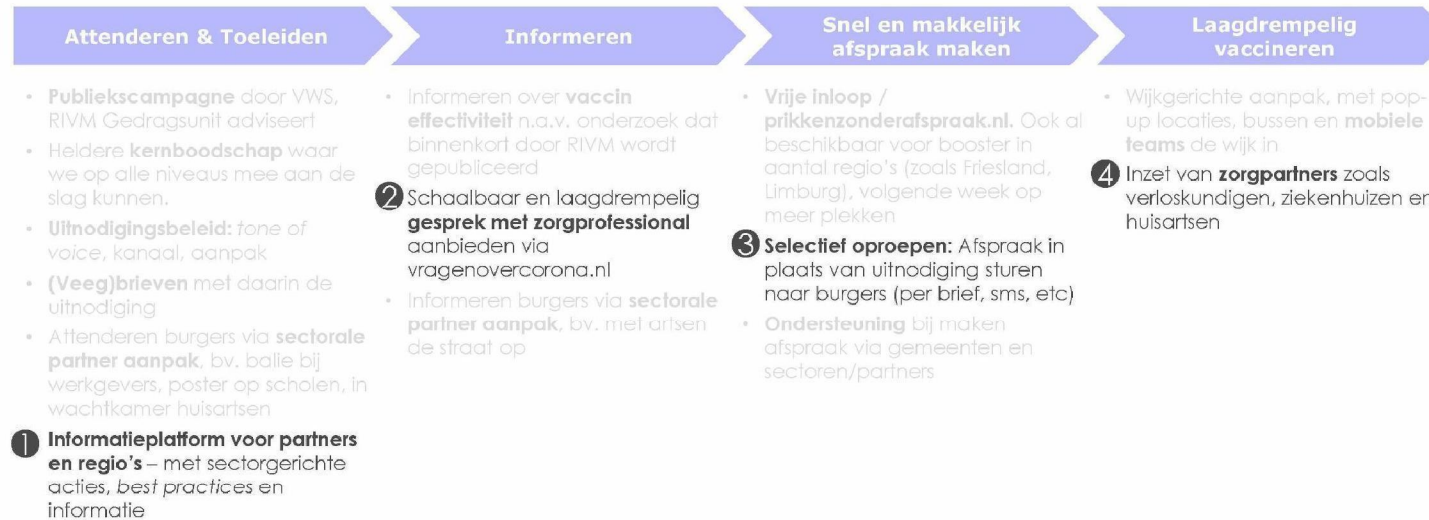 Attenderen & Toeleiden
• Publiekscampagne door VWS,
RIVM Gedragsunit adviseert
• Heldere kernboodschap waar
we op alle niveaus mee aan de
slag kunnen.
• Uitnodigingsbeleid: tone of
voice, kanaal, aanpak
• (Veeg)brieven met daarin de
uitnodiging
• Attenderen burgers via sectorale
partner aanpak, bv. balie bij
werkgevers, poster op scholen, in
wachtkamer huisartsen
1 Informatieplatform voor partners
en regio's – met sectorgerichte
acties, best practices en
informatie
Informeren
• Informeren over vaccin
effectiviteit n.a.v. onderzoek dat
binnenkort door RIVM wordt
gepubliceerd
2 Schaalbaar en laagdrempelig
gesprek met zorgprofessional
aanbieden via
vragenovercorona.nl
• Informeren burgers via sectorale
partner aanpak, bv. met artsen
de straat op
Snel en makkelijk
afspraak maken
• Vrije inloop /
prikkenzonderafspraak.nl. Ook al
beschikbaar voor booster in
aantal regio's (zoals Friesland,
Limburg), volgende week op
meer plekken
3 Selectief oproepen: Afspraak in
plaats van uitnodiging sturen
naar burgers (per brief, sms, etc)
• Ondersteuning bij maken
afspraak via gemeenten en
sectoren/partners
Laagdrempelig
vaccineren
• Wijkgerichte aanpak, met pop-
up locaties, bussen en mobiele
teams de wijk in
4 Inzet van zorgpartners zoals
verloskundigen, ziekenhuizen en
huisartsen